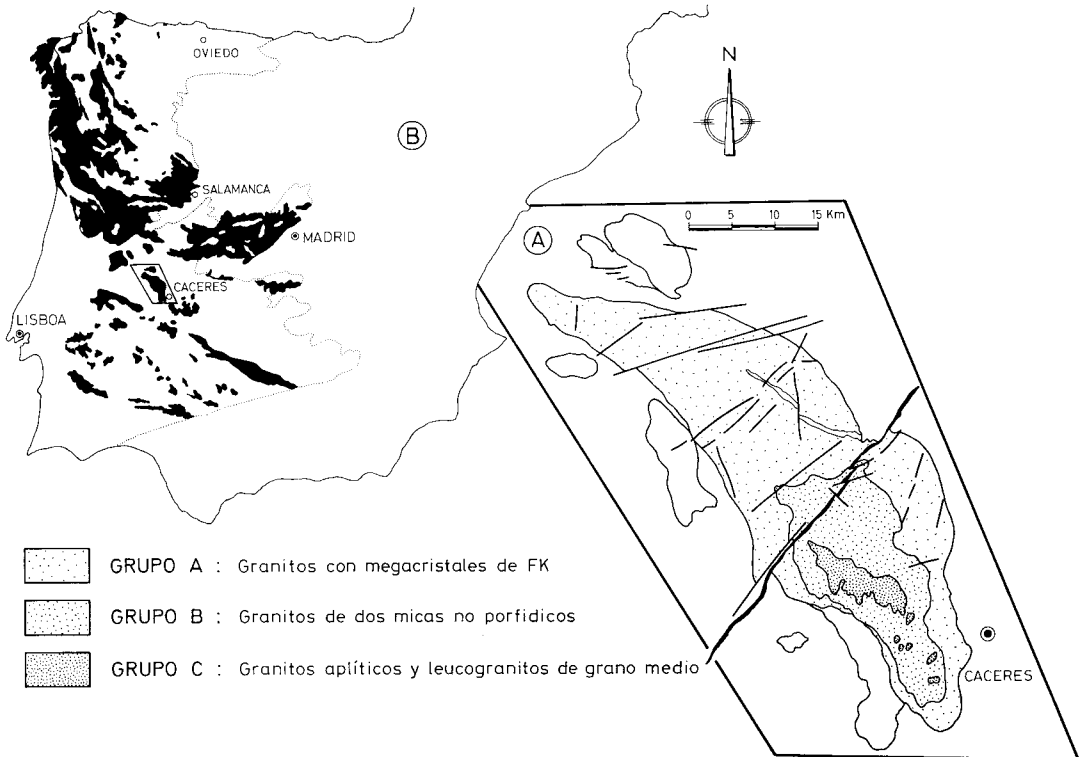 OVIEDO
B
N
SALAMANCA
MADRID
CACERES
LISBOA
A
0 5 10 15 Km
CACERES
GRUPO A : Granitos con megacristales de FK
GRUPO B : Granitos de dos micas no porfidicos
GRUPO C : Granitos aplíticos y leucogranitos de grano medio